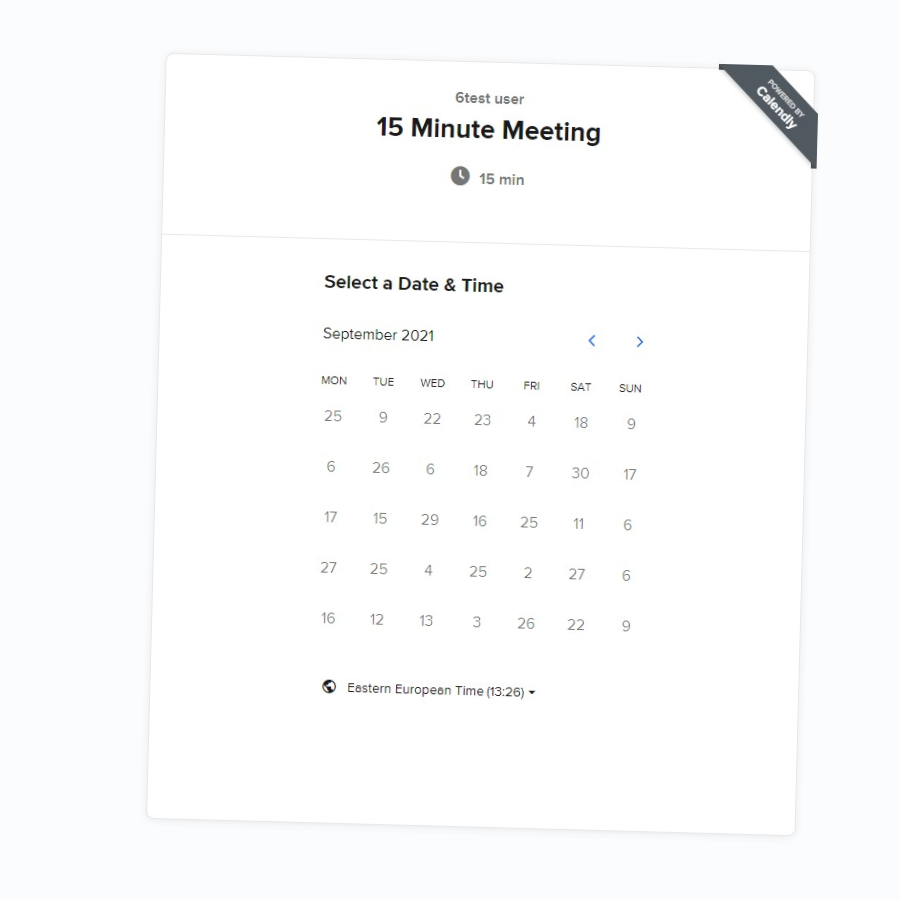 POWERED BY
Calendly
6test user
15 Minute Meeting
15 min
Select a Date & Time
September 2021
MON TUE WED THU FRI SAT SUN
25 9 22 23 4 18 9
6 26 6 18 7 30 17
17 15 29 16 25 11 6
27 25 4 25 2 27 6
16 12 13 3 26 22 9
Eastern European Time (13:26)